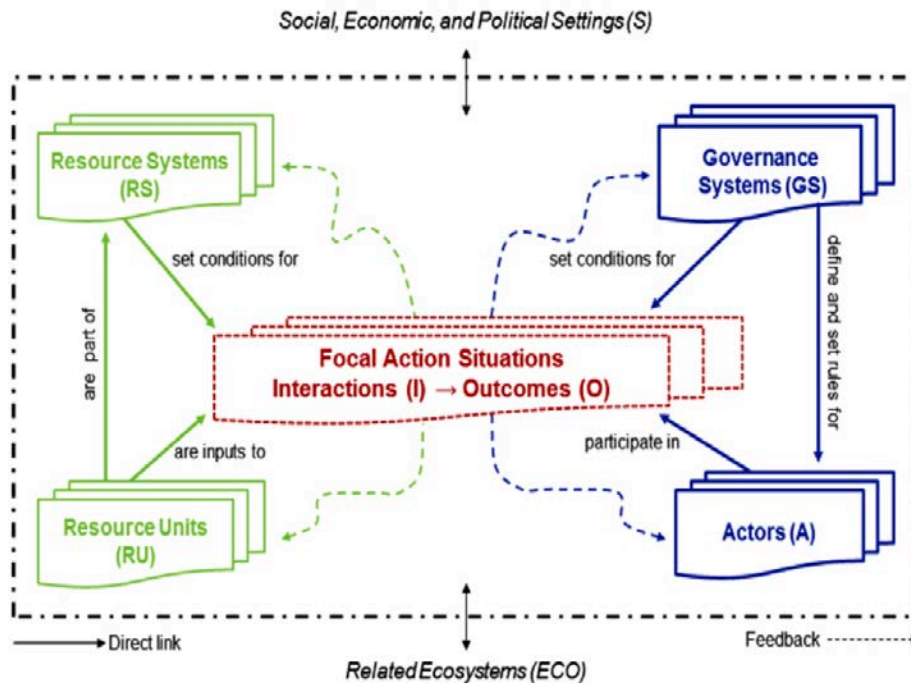 Social, Economic, and Political Settings (S)
Resource Systems
(RS)
Governance
Systems (GS)
set conditions for
set conditions for
are part of
define and set rules for
Focal Action Situations
Interactions (I) → Outcomes (O)
are inputs to
participate in
Resource Units
(RU)
Actors (A)
Direct link
Feedback
Related Ecosystems (ECO)